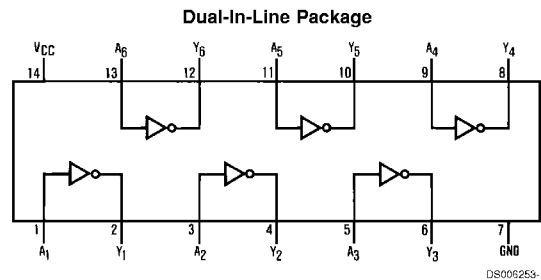 Dual-In-Line Package
VCC A6 Y6 A5 Y5 A4 Y4
14 13 12 11 10 9 8
1 2 3 4 5 6 7
A1 Y1 A2 Y2 A3 Y3 GND
DS006253-